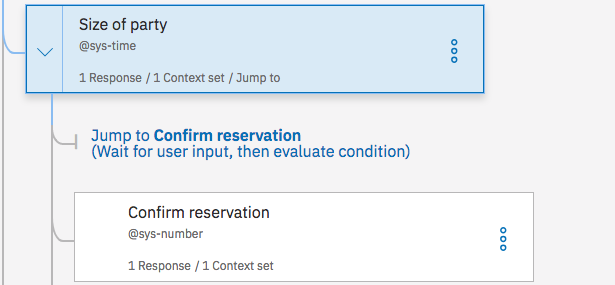 Size of party
@sys-time
1 Response / 1 Context set / Jump to
Jump to Confirm reservation
(Wait for user input, then evaluate condition)
Confirm reservation
@sys-number
1 Response / 1 Context set